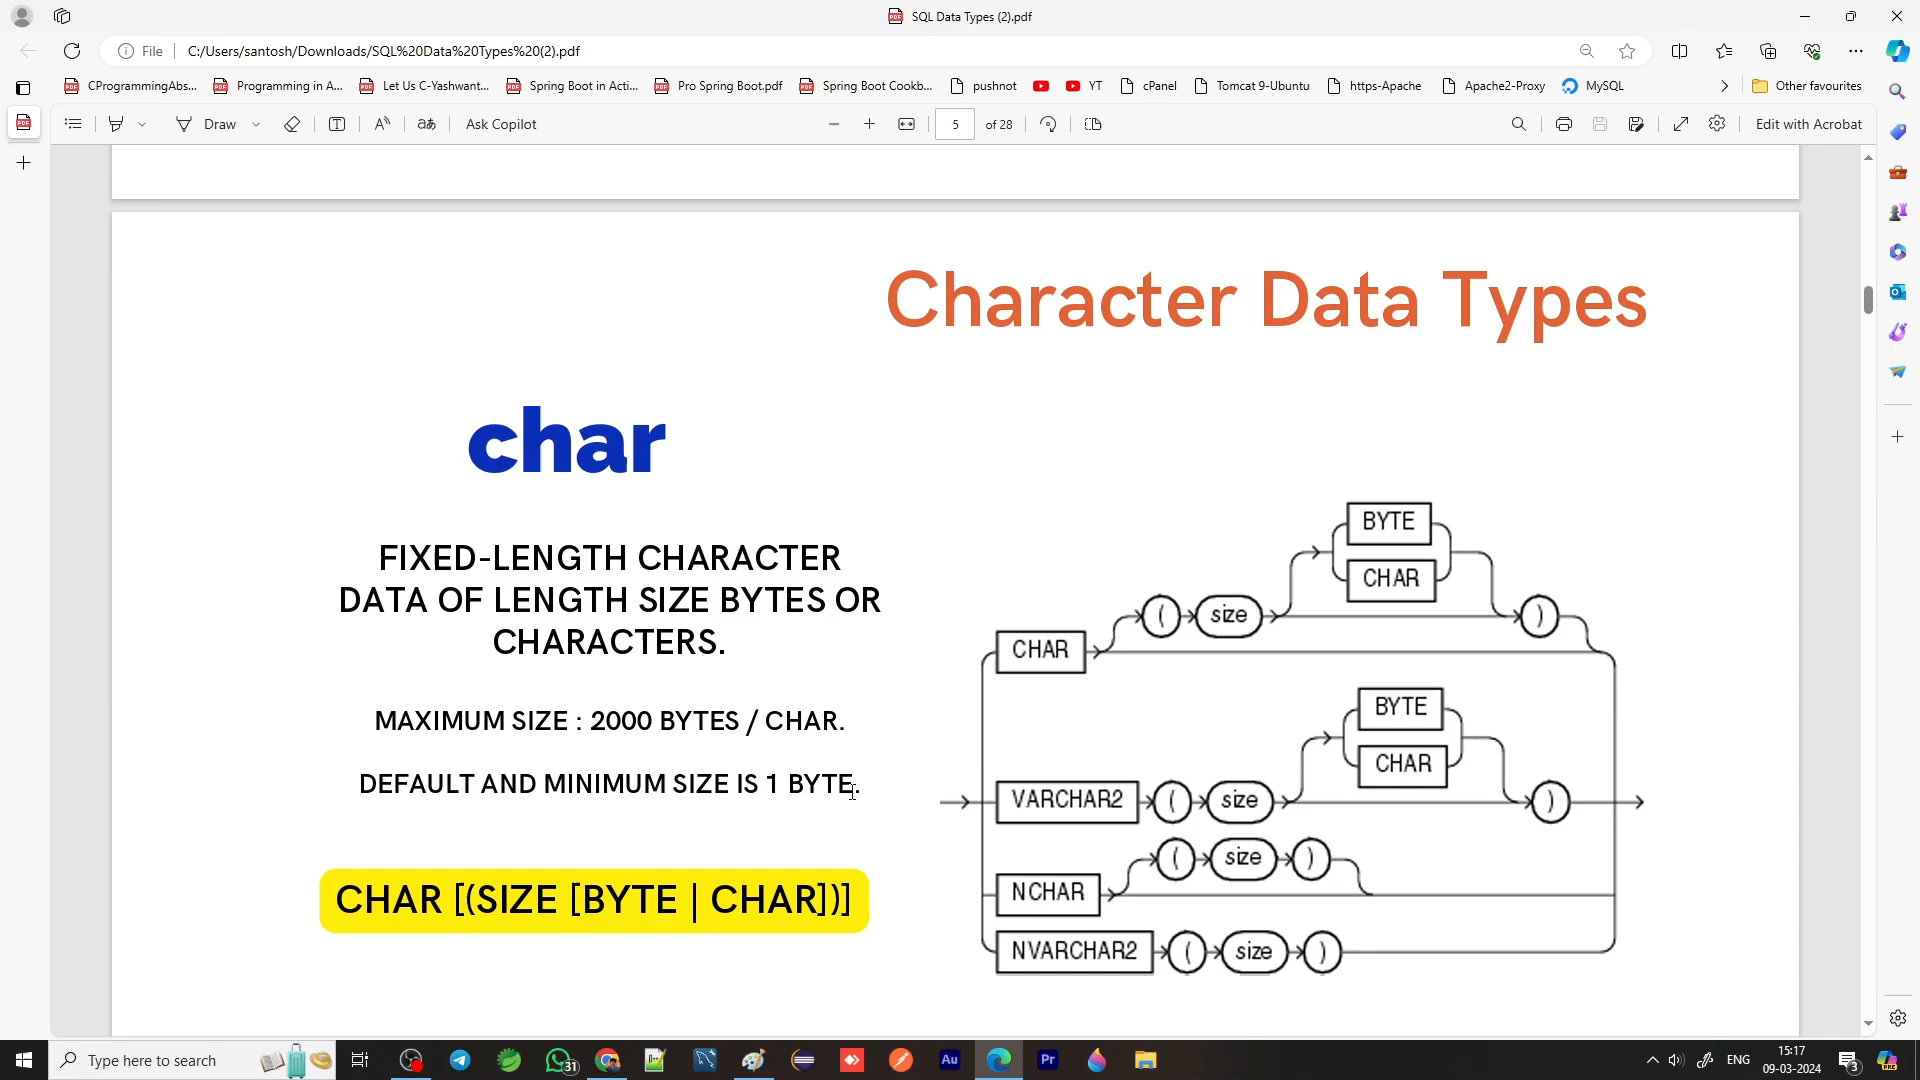 SQL Data Types (2).pdf
File
C:/Users/santosh/Downloads/SQL%20Data%20Types%20(2).pdf
CProgrammingAbs...
Programming in A...
Let Us C-Yashwant...
Spring Boot in Acti...
Pro Spring Boot.pdf
Spring Boot Cookb...
pushnot
YT
cPanel
Tomcat 9-Ubuntu
https-Apache
Apache2-Proxy
MySQL
Other favourites
Draw
Ask Copilot
5
of 28
Edit with Acrobat
Character Data Types
char
FIXED-LENGTH CHARACTER
DATA OF LENGTH SIZE BYTES OR
CHARACTERS.
MAXIMUM SIZE : 2000 BYTES / CHAR.
DEFAULT AND MINIMUM SIZE IS 1 BYTE.
CHAR [(SIZE [BYTE | CHAR])]
BYTE
CHAR
( size
)
CHAR
BYTE
CHAR
VARCHAR2 ( size )
( size )
NCHAR
NVARCHAR2 ( size )
Type here to search
31
Au
Pr
ENG
15:17
09-03-2024
3